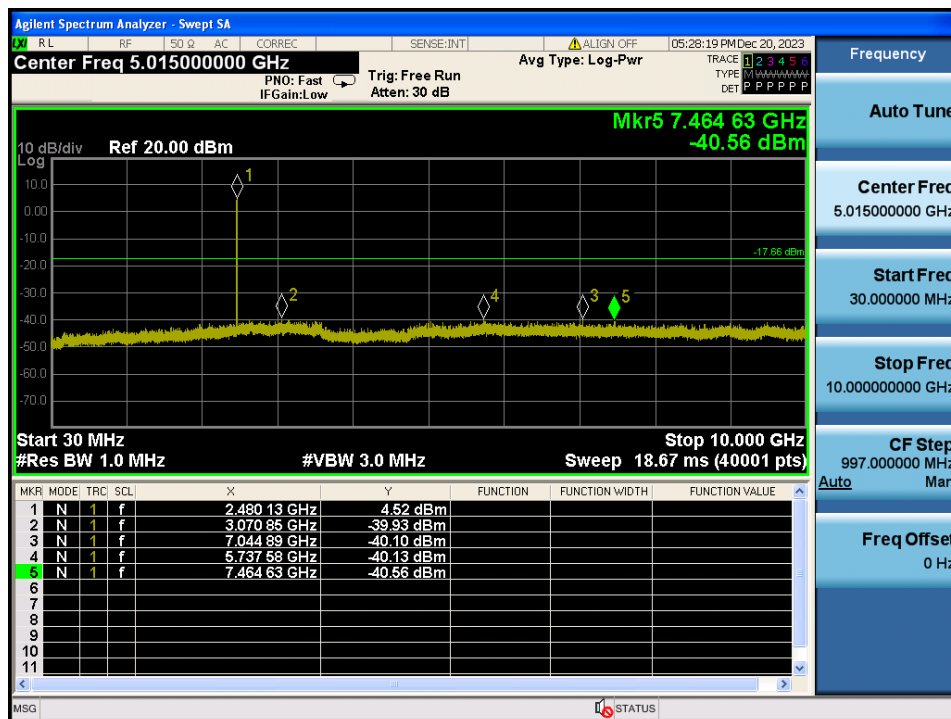 Agilent Spectrum Analyzer - Swept SA
LXI RL RF 50 Ω AC CORREC SENSE:INT ALIGN OFF 05:28:19 PM Dec 20, 2023
Center Freq 5.015000000 GHz
PNO: Fast
IFGain:Low
Trig: Free Run
Atten: 30 dB
Avg Type: Log-Pwr
TRACE 1 2 3 4 5 6
TYPE M WWWWW
DET P P P P P P
Mkr5 7.464 63 GHz
-40.56 dBm
10 dB/div
Log
Ref 20.00 dBm
10.0
0.00
-10.0
-20.0
-30.0
-40.0
-50.0
-60.0
-70.0
1
2
4
3
5
-17.66 dBm
Start 30 MHz
Stop 10.000 GHz
#Res BW 1.0 MHz
#VBW 3.0 MHz
Sweep 18.67 ms (40001 pts)
MKR MODE TRC SCL X Y FUNCTION FUNCTION WIDTH FUNCTION VALUE
1 N 1 f 2.480 13 GHz 4.52 dBm
2 N 1 f 3.070 85 GHz -39.93 dBm
3 N 1 f 7.044 89 GHz -40.10 dBm
4 N 1 f 5.737 58 GHz -40.13 dBm
5 N 1 f 7.464 63 GHz -40.56 dBm
6
7
8
9
10
11
MSG
STATUS
Frequency
Auto Tune
Center Freq
5.015000000 GHz
Start Freq
30.000000 MHz
Stop Freq
10.000000000 GHz
CF Step
997.000000 MHz
Auto Man
Freq Offset
0 Hz